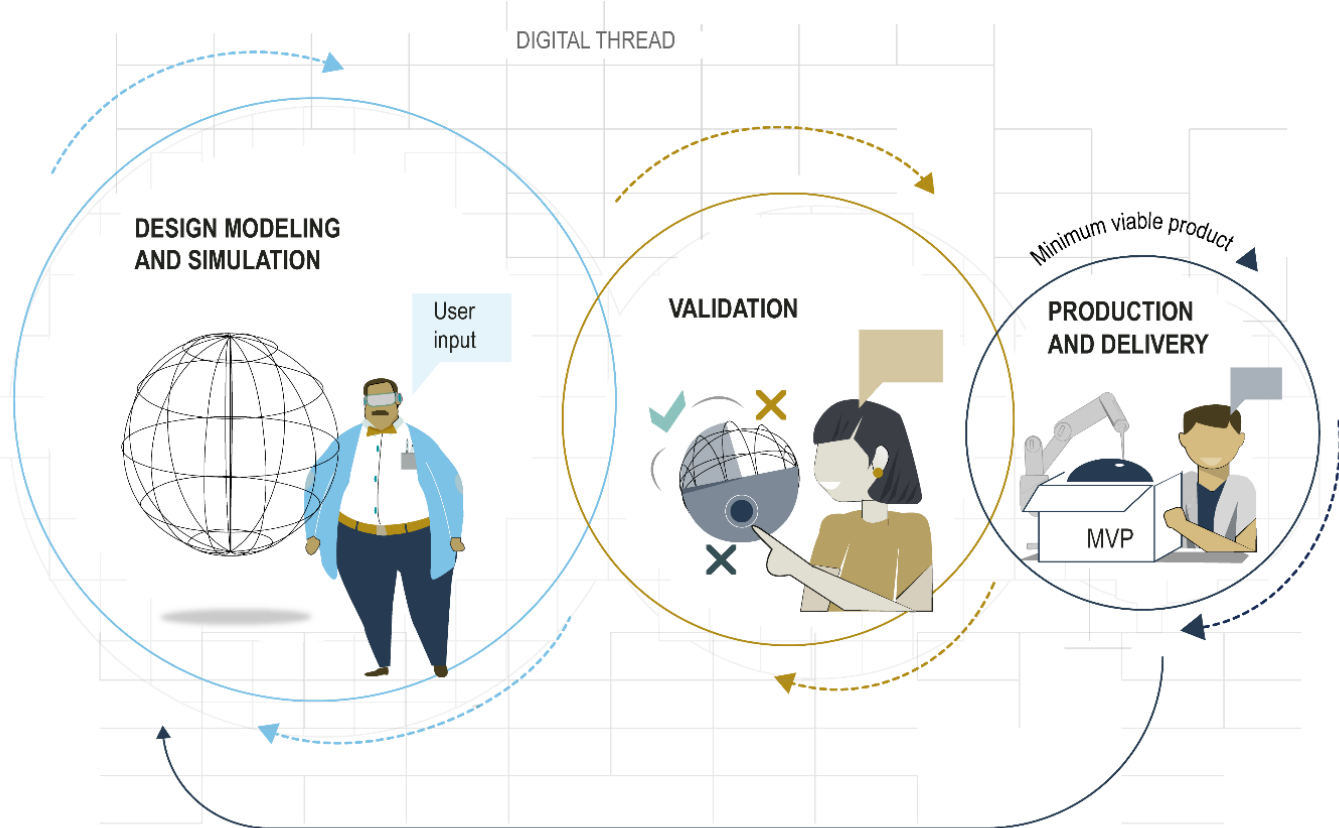 DIGITAL THREAD
DESIGN MODELING
AND SIMULATION
User
input
VALIDATION
Minimum viable product
PRODUCTION
AND DELIVERY
MVP